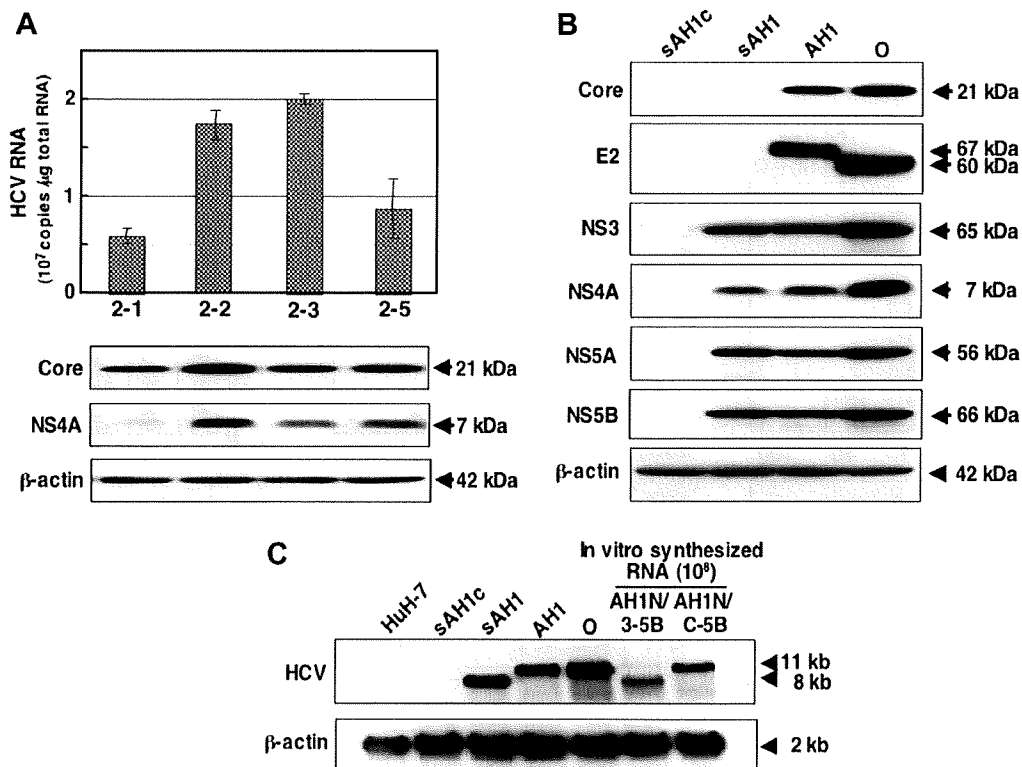 A
HCV RNA
(10⁷ copies /μg total RNA)
2
1
0
2-1 2-2 2-3 2-5
Core 21 kDa
NS4A 7 kDa
β-actin 42 kDa
B
sAH1c sAH1 AH1 O
Core 21 kDa
E2 67 kDa
60 kDa
NS3 65 kDa
NS4A 7 kDa
NS5A 56 kDa
NS5B 66 kDa
β-actin 42 kDa
C
In vitro synthesized
RNA (10⁸)
HuH-7 sAH1c sAH1 AH1 O AH1N/ AH1N/
3-5B C-5B
HCV 11 kb
8 kb
β-actin 2 kb